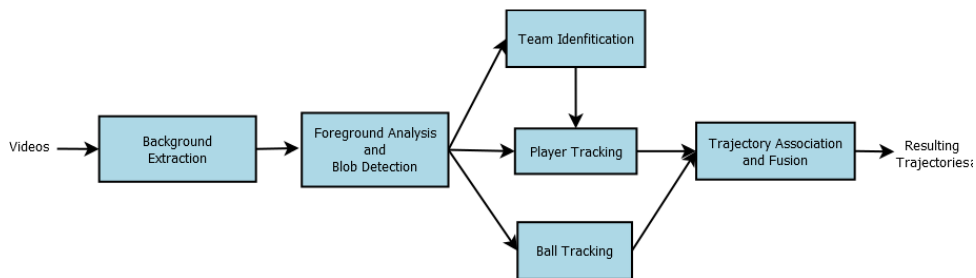 Videos
Background
Extraction
Foreground Analysis
and
Blob Detection
Team Idenfitication
Player Tracking
Ball Tracking
Trajectory Association
and Fusion
Resulting
Trajectoriesa